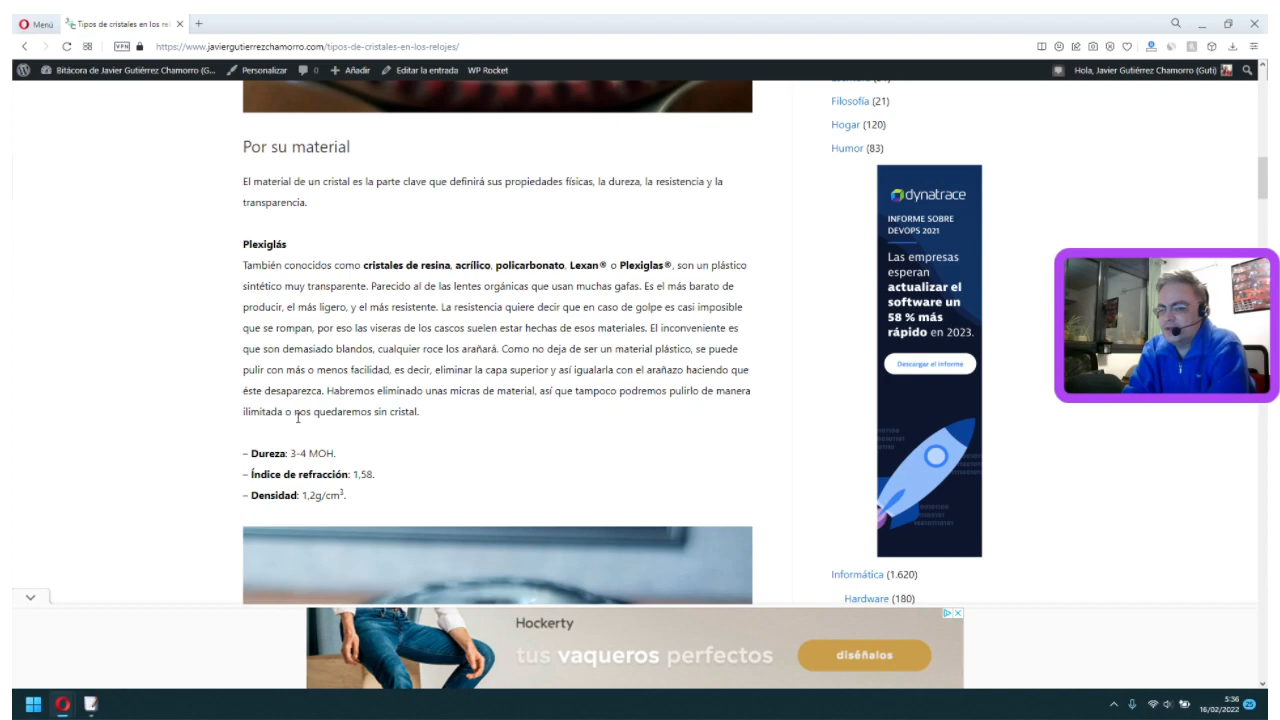 Menú
Tipos de cristales en los rel
VPN
https://www.javiergutierrezchamorro.com/tipos-de-cristales-en-los-relojes/
Bitácora de Javier Gutiérrez Chamorro (G... Personalizar 0 Añadir Editar la entrada WP Rocket Hola, Javier Gutiérrez Chamorro (Guti)
Por su material
El material de un cristal es la parte clave que definirá sus propiedades físicas, la dureza, la resistencia y la
transparencia.
Plexiglás
También conocidos como cristales de resina, acrílico, policarbonato, Lexan® o Plexiglas®, son un plástico
sintético muy transparente. Parecido al de las lentes orgánicas que usan muchas gafas. Es el más barato de
producir, el más ligero, y el más resistente. La resistencia quiere decir que en caso de golpe es casi imposible
que se rompan, por eso las viseras de los cascos suelen estar hechas de esos materiales. El inconveniente es
que son demasiado blandos, cualquier roce los arañará. Como no deja de ser un material plástico, se puede
pulir con más o menos facilidad, es decir, eliminar la capa superior y así igualarla con el arañazo haciendo que
éste desaparezca. Habremos eliminado unas micras de material, así que tampoco podremos pulirlo de manera
ilimitada o nos quedaremos sin cristal.
– Dureza: 3-4 MOH.
– Índice de refracción: 1,58.
– Densidad: 1,2g/cm³.
Filosofía (21)
Hogar (120)
Humor (83)
dynatrace
INFORME SOBRE
DEVOPS 2021
Las empresas
esperan
actualizar el
software un
58 % más
rápido en 2023.
Descargar el informe
Informática (1.620)
Hardware (180)
Hockerty
tus vaqueros perfectos
diséñalos
5:36
16/02/2022
25